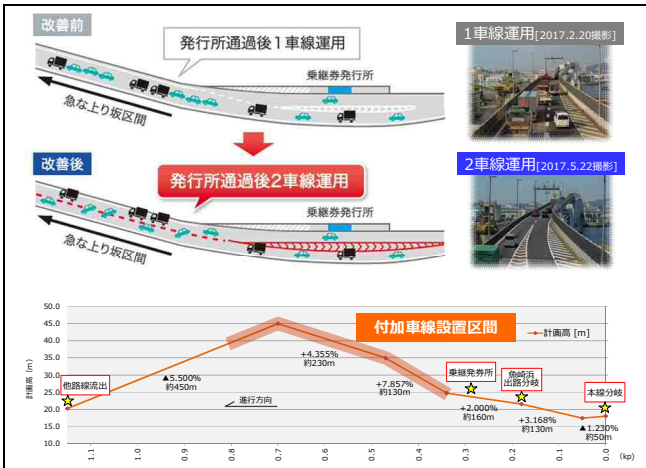 改善前
発行所通過後1車線運用
乗継券発行所
急な上り坂区間
1車線運用[2017.2.20撮影]
改善後
発行所通過後2車線運用
乗継券発行所
急な上り坂区間
2車線運用[2017.5.22撮影]
50.0
45.0
40.0
35.0
30.0
25.0
20.0
15.0
10.0
計画高(m)
付加車線設置区間
計画高 [m]
他路線流出
▲5.500%
約450m
進行方向
+4.355%
約230m
+7.857%
約130m
乗継発券所
+2.000%
約160m
魚崎浜
出路分岐
+3.168%
約130m
本線分岐
▲1.230%
約50m
1.1
1.0
0.9
0.8
0.7
0.6
0.5
0.4
0.3
0.2
0.1
0.0
(kp)